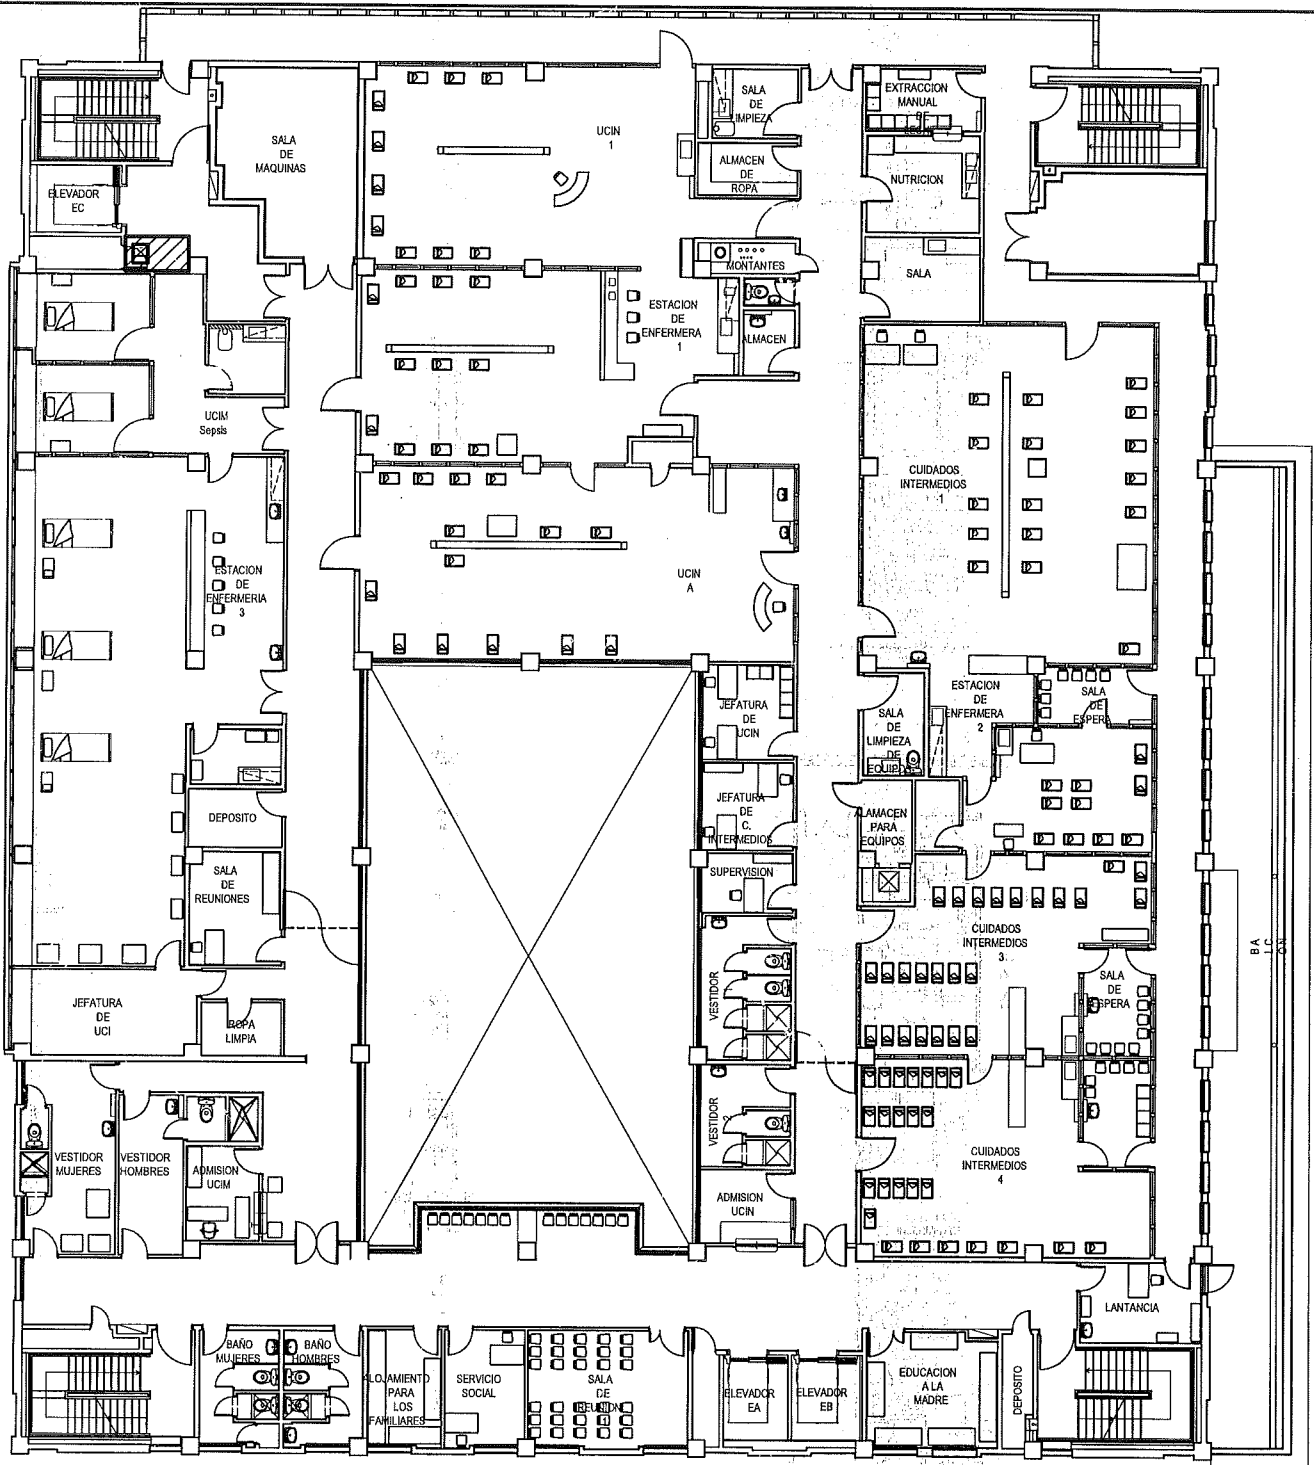 SALA
DE
MAQUINAS
UCIN
1
SALA
DE
LIMPIEZA
ALMACEN
DE
ROPA
EXTRACCION
MANUAL
DE
NUTRICION
SALA
ELEVADOR
EC
MONTANTES
ESTACION
DE
ENFERMERA
1
ALMACEN
UCIM
Sepsis
CUIDADOS
INTERMEDIOS
1
ESTACION
DE
ENFERMERIA
3
UCIN
A
JEFATURA
DE
UCIN
SALA
DE
LIMPIEZA
DE
EQUIPOS
ESTACION
DE
ENFERMERA
2
SALA
DE
ESPERA
JEFATURA
DE
C.
INTERMEDIOS
ALAMACEN
PARA
EQUIPOS
DEPOSITO
SALA
DE
REUNIONES
SUPERVISION
CUIDADOS
INTERMEDIOS
3
BA
LC
ON
SALA
DE
ESPERA
VESTIDOR
JEFATURA
DE
UCI
ROPA
LIMPIA
VESTIDOR
2
VESTIDOR
MUJERES
VESTIDOR
HOMBRES
ADMISION
UCIM
CUIDADOS
INTERMEDIOS
4
ADMISION
UCIN
LANTANCIA
BAÑO
MUJERES
BAÑO
HOMBRES
ALOJAMIENTO
PARA
LOS
FAMILIARES
SERVICIO
SOCIAL
SALA
DE
REUNION
1
ELEVADOR
EA
ELEVADOR
EB
EDUCACION
A LA
MADRE
DEPOSITO